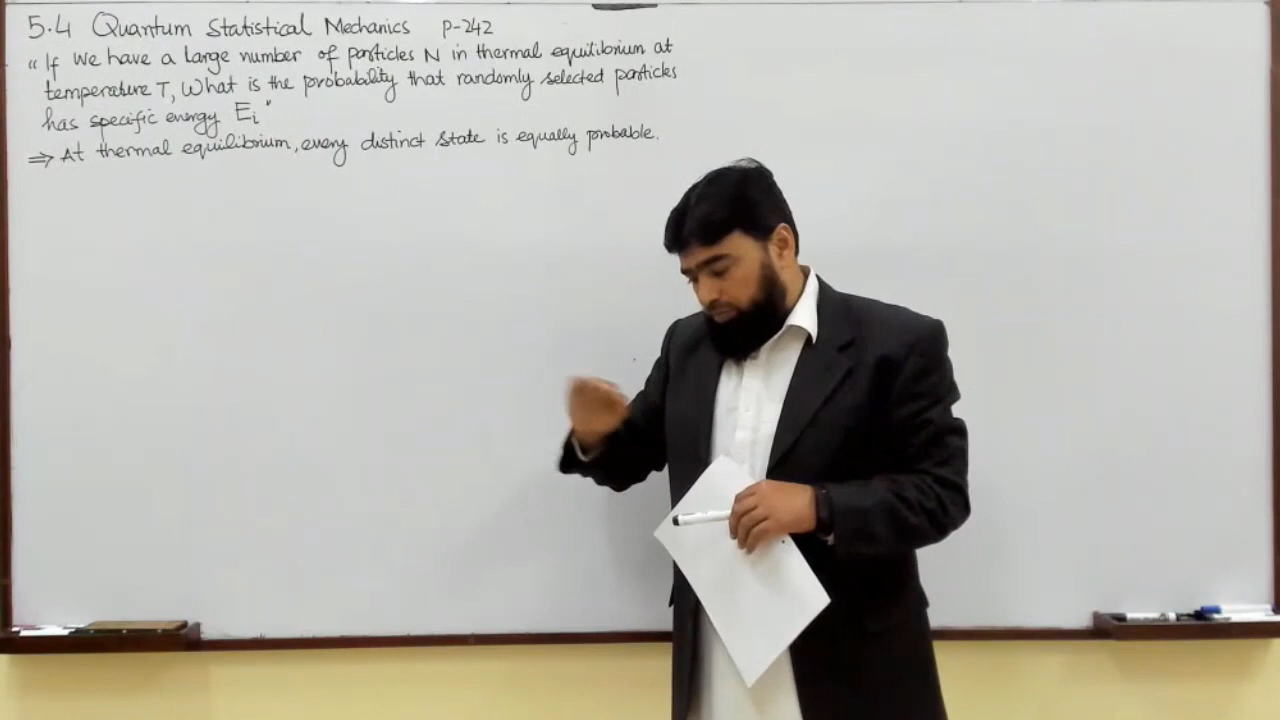 5.4 Quantum Statistical Mechanics P-242
"If we have a large number of particles N in thermal equilibrium at
temperature T, What is the probability that randomly selected particles
has specific energy Ei"
⇒ At thermal equilibrium, every distinct state is equally probable.